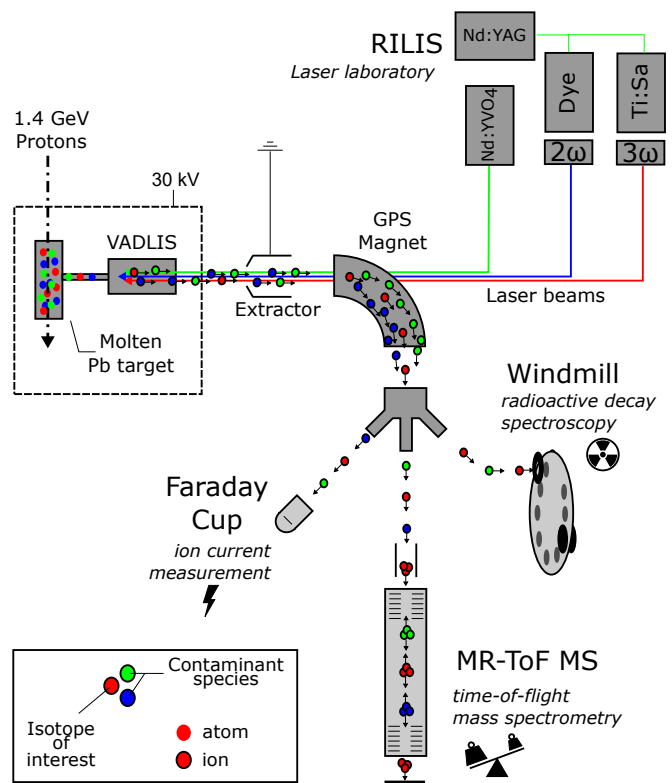 RILIS
Laser laboratory
Nd:YAG
Nd:YVO4
Dye
Ti:Sa
2ω
3ω
1.4 GeV
Protons
30 kV
VADLIS
GPS
Magnet
Extractor
Laser beams
Molten
Pb target
Windmill
radioactive decay
spectroscopy
Faraday
Cup
ion current
measurement
MR-ToF MS
time-of-flight
mass spectrometry
Contaminant
species
Isotope
of
interest
atom
ion